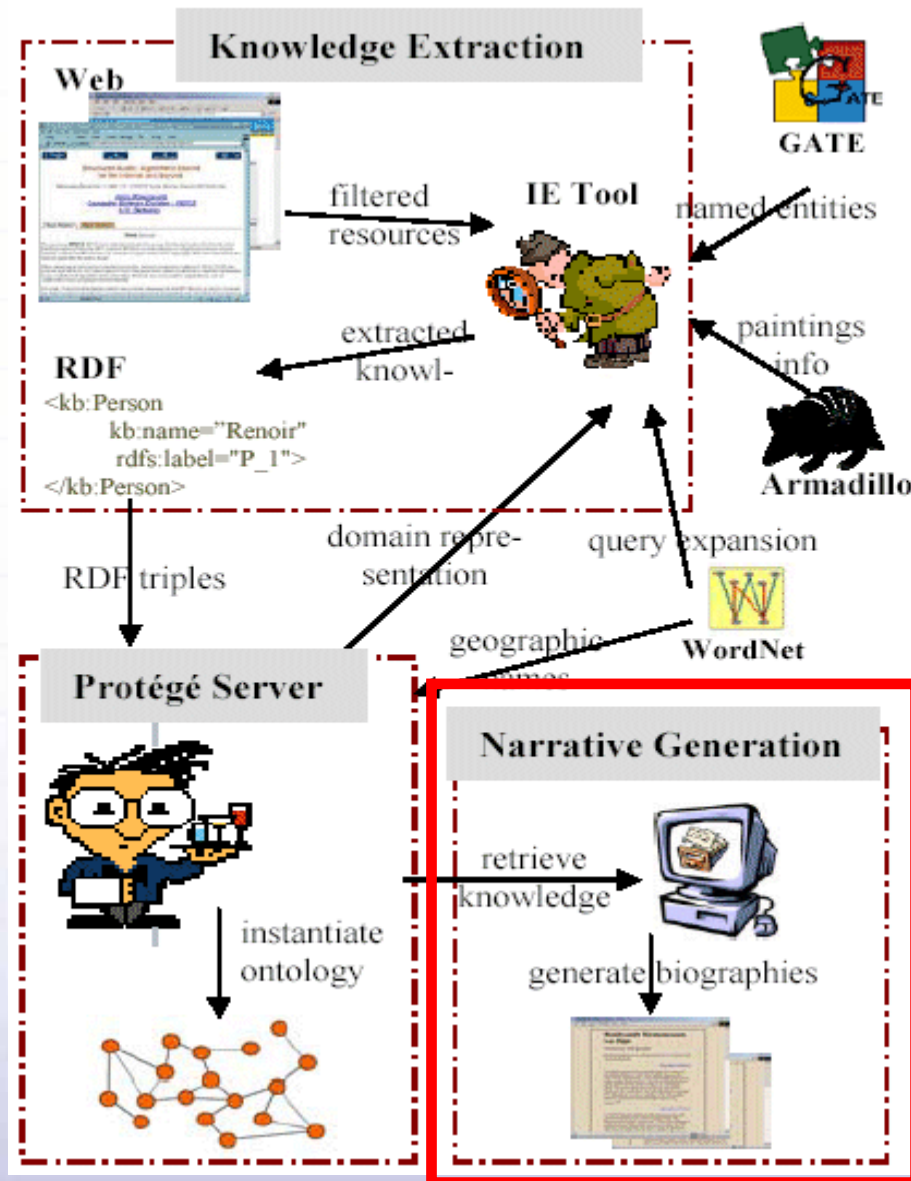 Knowledge Extraction
Web
GATE
filtered
resources
IE Tool
named entities
extracted
knowl-
paintings
info
RDF
<kb:Person
kb:name="Renoir"
rdfs:label="P_1">
</kb:Person>
Armadillo
domain repre-
sentation
query expansion
RDF triples
WordNet
geographic
Protégé Server
Narrative Generation
retrieve
knowledge
instantiate
ontology
generate biographies